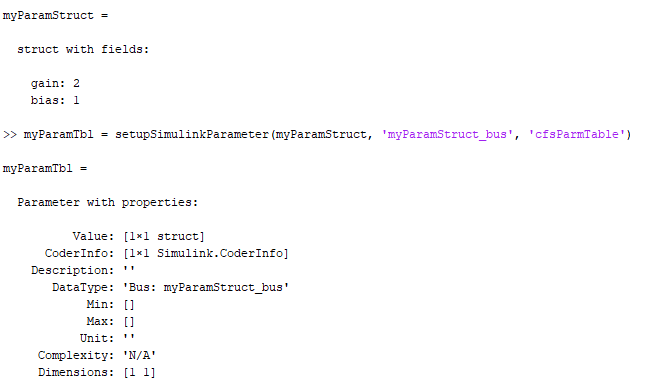 myParamStruct =
struct with fields:
gain: 2
bias: 1
>> myParamTbl = setupSimulinkParameter(myParamStruct, 'myParamStruct_bus', 'cfsParmTable')
myParamTbl =
Parameter with properties:
Value: [1×1 struct]
CoderInfo: [1×1 Simulink.CoderInfo]
Description: ''
DataType: 'Bus: myParamStruct_bus'
Min: []
Max: []
Unit: ''
Complexity: 'N/A'
Dimensions: [1 1]